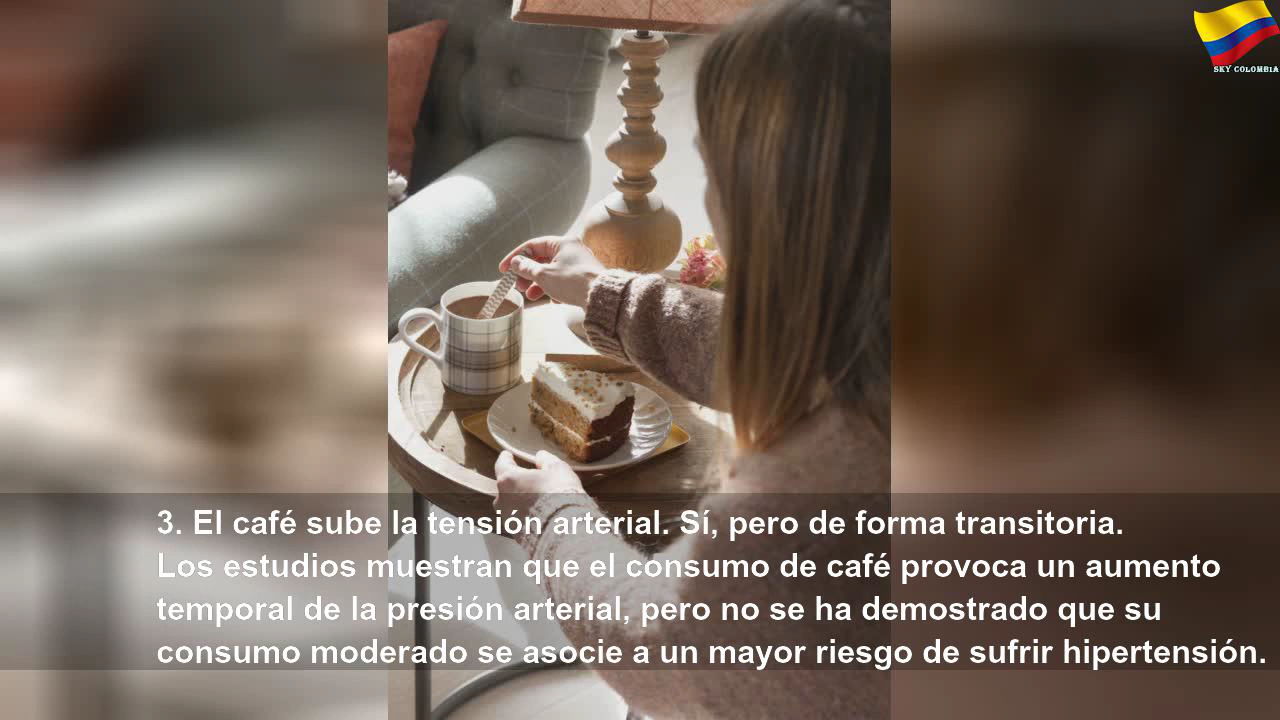 SKY COLOMBIA
3. El café sube la tensión arterial. Sí, pero de forma transitoria.
Los estudios muestran que el consumo de café provoca un aumento
temporal de la presión arterial, pero no se ha demostrado que su
consumo moderado se asocie a un mayor riesgo de sufrir hipertensión.